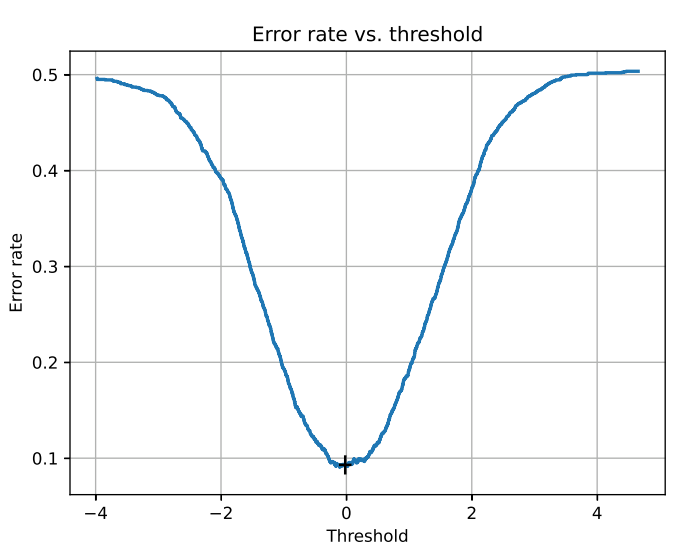 Error rate vs. threshold
0.5
0.4
0.3
0.2
0.1
Error rate
−4 −2 0 2 4
Threshold